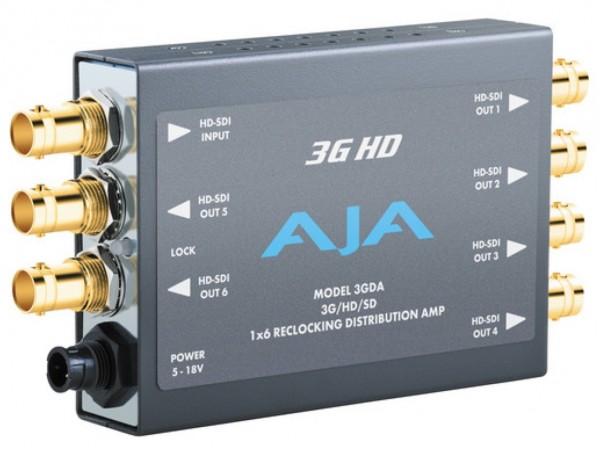 HD-SDI
INPUT
HD-SDI
OUT 5
LOCK
HD-SDI
OUT 6
POWER
5 - 18V
3G HD
AJA
MODEL 3GDA
3G/HD/SD
1x6 RECLOCKING DISTRIBUTION AMP
HD-SDI
OUT 1
HD-SDI
OUT 2
HD-SDI
OUT 3
HD-SDI
OUT 4